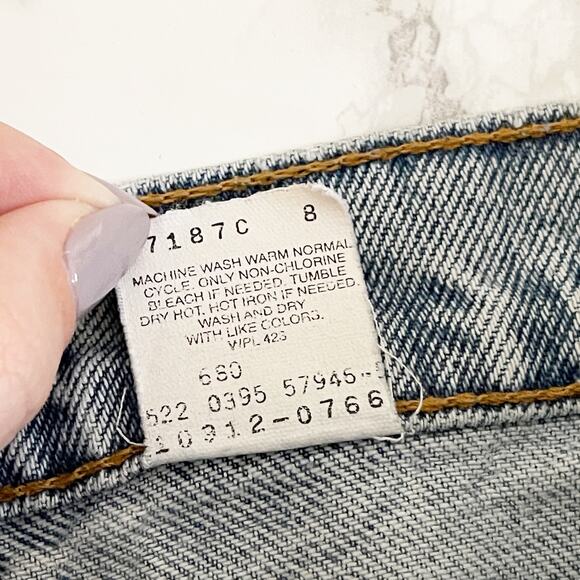 7187C 8
MACHINE WASH WARM NORMAL
CYCLE. ONLY NON-CHLORINE
BLEACH IF NEEDED. TUMBLE
DRY HOT. HOT IRON IF NEEDED.
WASH AND DRY
WITH LIKE COLORS.
WPL 423
680
522 0395 57945-
10312-0766